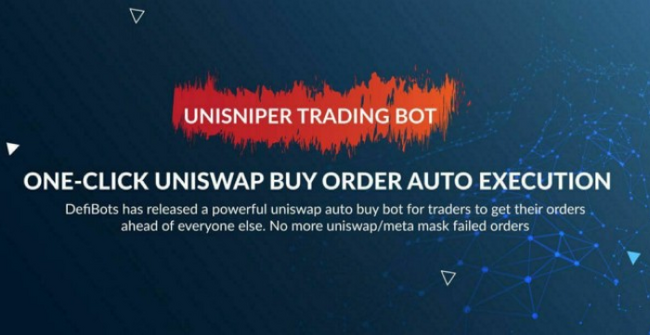 UNISNIPER TRADING BOT
ONE-CLICK UNISWAP BUY ORDER AUTO EXECUTION
DefiBots has released a powerful uniswap auto buy bot for traders to get their orders
ahead of everyone else. No more uniswap/meta mask failed orders